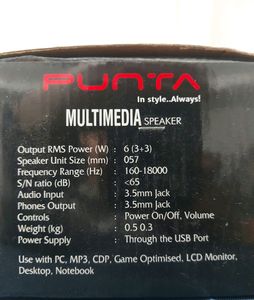 PUNTA
In style..Always!
MULTIMEDIA SPEAKER
Output RMS Power (W) : 6 (3+3)
Speaker Unit Size (mm) : 057
Frequency Range (Hz) : 160-18000
S/N ratio (dB) : <65
Audio Input : 3.5mm Jack
Phones Output : 3.5mm Jack
Controls : Power On/Off, Volume
Weight (kg) : 0.5 0.3
Power Supply : Through the USB Port
Use with PC, MP3, CDP, Game Optimised, LCD Monitor,
Desktop, Notebook